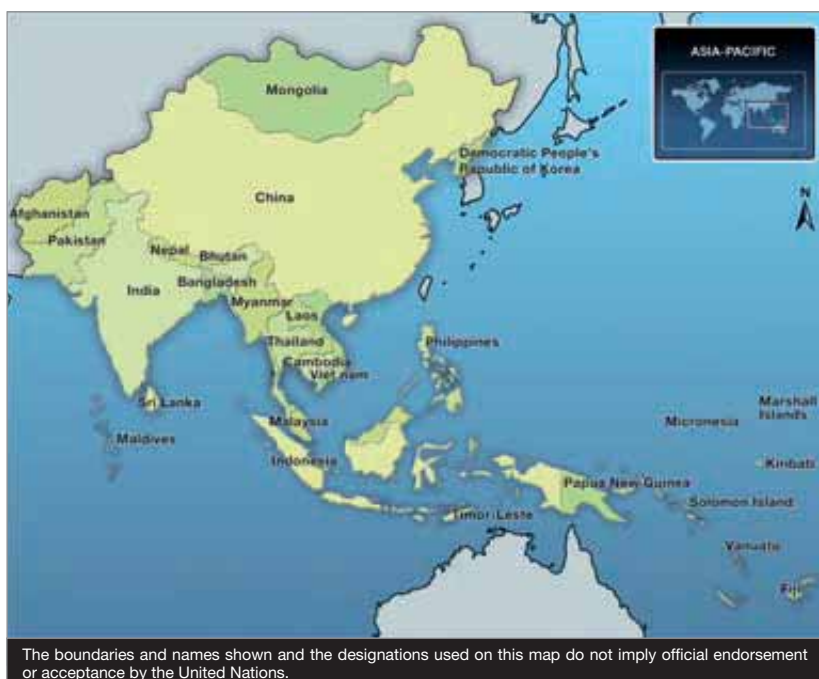 ASIA-PACIFIC
Mongolia
Democratic People's
Republic of Korea
N
China
Afghanistan
Pakistan
Nepal
Bhutan
India
Bangladesh
Myanmar
Laos
Thailand
Cambodia
Viet nam
Philippines
Sri Lanka
Maldives
Malaysia
Indonesia
Micronesia
Marshall
Islands
Kiribati
Papua New Guinea
Solomon Island
Timor-Leste
Vanuatu
Fiji
The boundaries and names shown and the designations used on this map do not imply official endorsement
or acceptance by the United Nations.